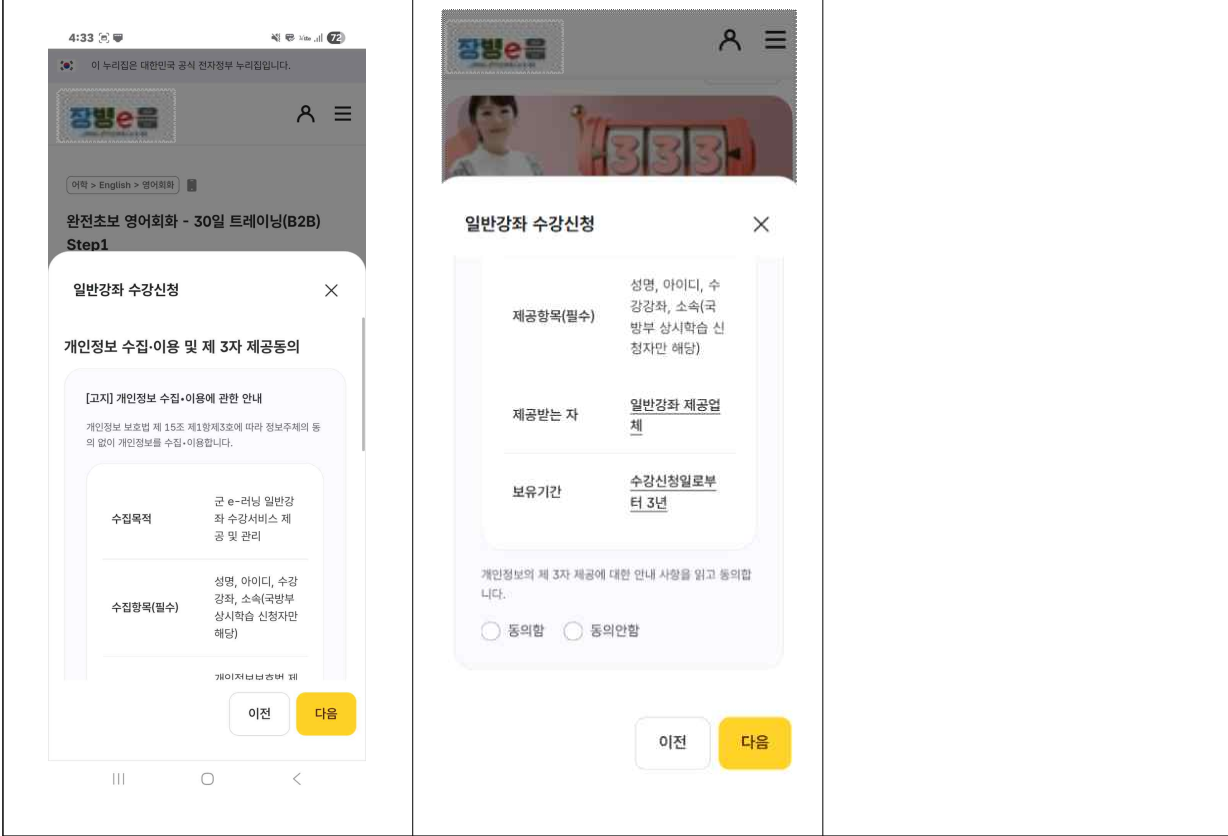 4:33
72
이 누리집은 대한민국 공식 전자정부 누리집입니다.
장병e음
어학 > English > 영어회화
완전초보 영어회화 - 30일 트레이닝(B2B)
Step1
일반강좌 수강신청
개인정보 수집·이용 및 제 3자 제공동의
[고지] 개인정보 수집•이용에 관한 안내
개인정보 보호법 제 15조 제1항제3호에 따라 정보주체의 동
의 없이 개인정보를 수집•이용합니다.
수집목적
군 e-러닝 일반강
좌 수강서비스 제
공 및 관리
수집항목(필수)
성명, 아이디, 수강
강좌, 소속(국방부
상시학습 신청자만
해당)
개인정보보호법 제
이전
다음
장병e음
333
일반강좌 수강신청
제공항목(필수)
성명, 아이디, 수
강강좌, 소속(국
방부 상시학습 신
청자만 해당)
제공받는 자
일반강좌 제공업
체
보유기간
수강신청일로부
터 3년
개인정보의 제 3자 제공에 대한 안내 사항을 읽고 동의합
니다.
동의함
동의안함
이전
다음